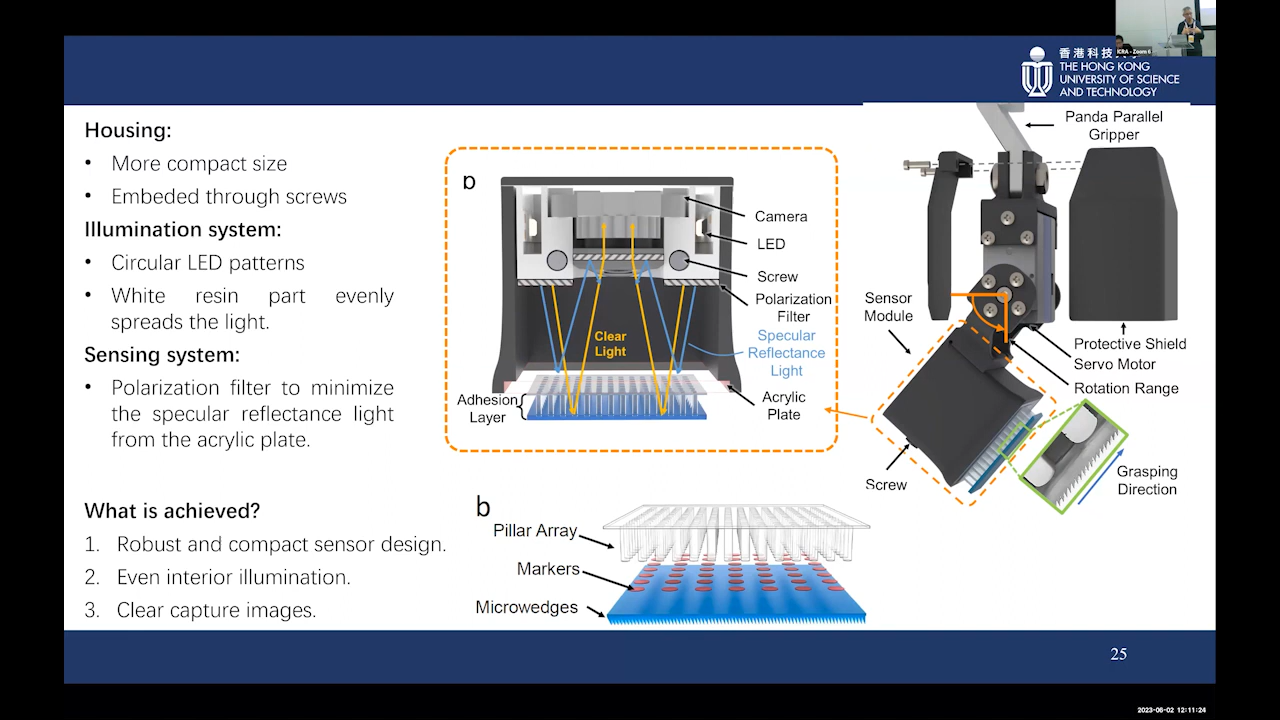 ICRA - Zoom 6
香港科技大
THE HONG KONG
UNIVERSITY OF SCIENCE
AND TECHNOLOGY
Housing:
• More compact size
• Embeded through screws
Illumination system:
• Circular LED patterns
• White resin part evenly
spreads the light.
Sensing system:
• Polarization filter to minimize
the specular reflectance light
from the acrylic plate.
What is achieved?
1. Robust and compact sensor design.
2. Even interior illumination.
3. Clear capture images.
Camera
LED
Screw
Polarization
Filter
Clear
Light
Specular
Reflectance
Light
Adhesion
Layer
Acrylic
Plate
b
Pillar Array
Markers
Microwedges
Panda Parallel
Gripper
Sensor
Module
Protective Shield
Servo Motor
Rotation Range
Screw
Grasping
Direction
25
2023-06-02 12:11:24